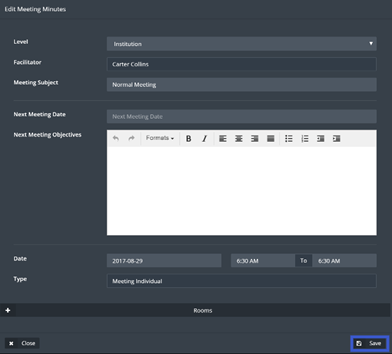 Edit Meeting Minutes
Level Institution
Facilitator Carter Collins
Meeting Subject Normal Meeting
Next Meeting Date Next Meeting Date
Next Meeting Objectives Formats B I
Date 2017-08-29 6:30 AM To 6:30 AM
Type Meeting Individual
Rooms
Close Save